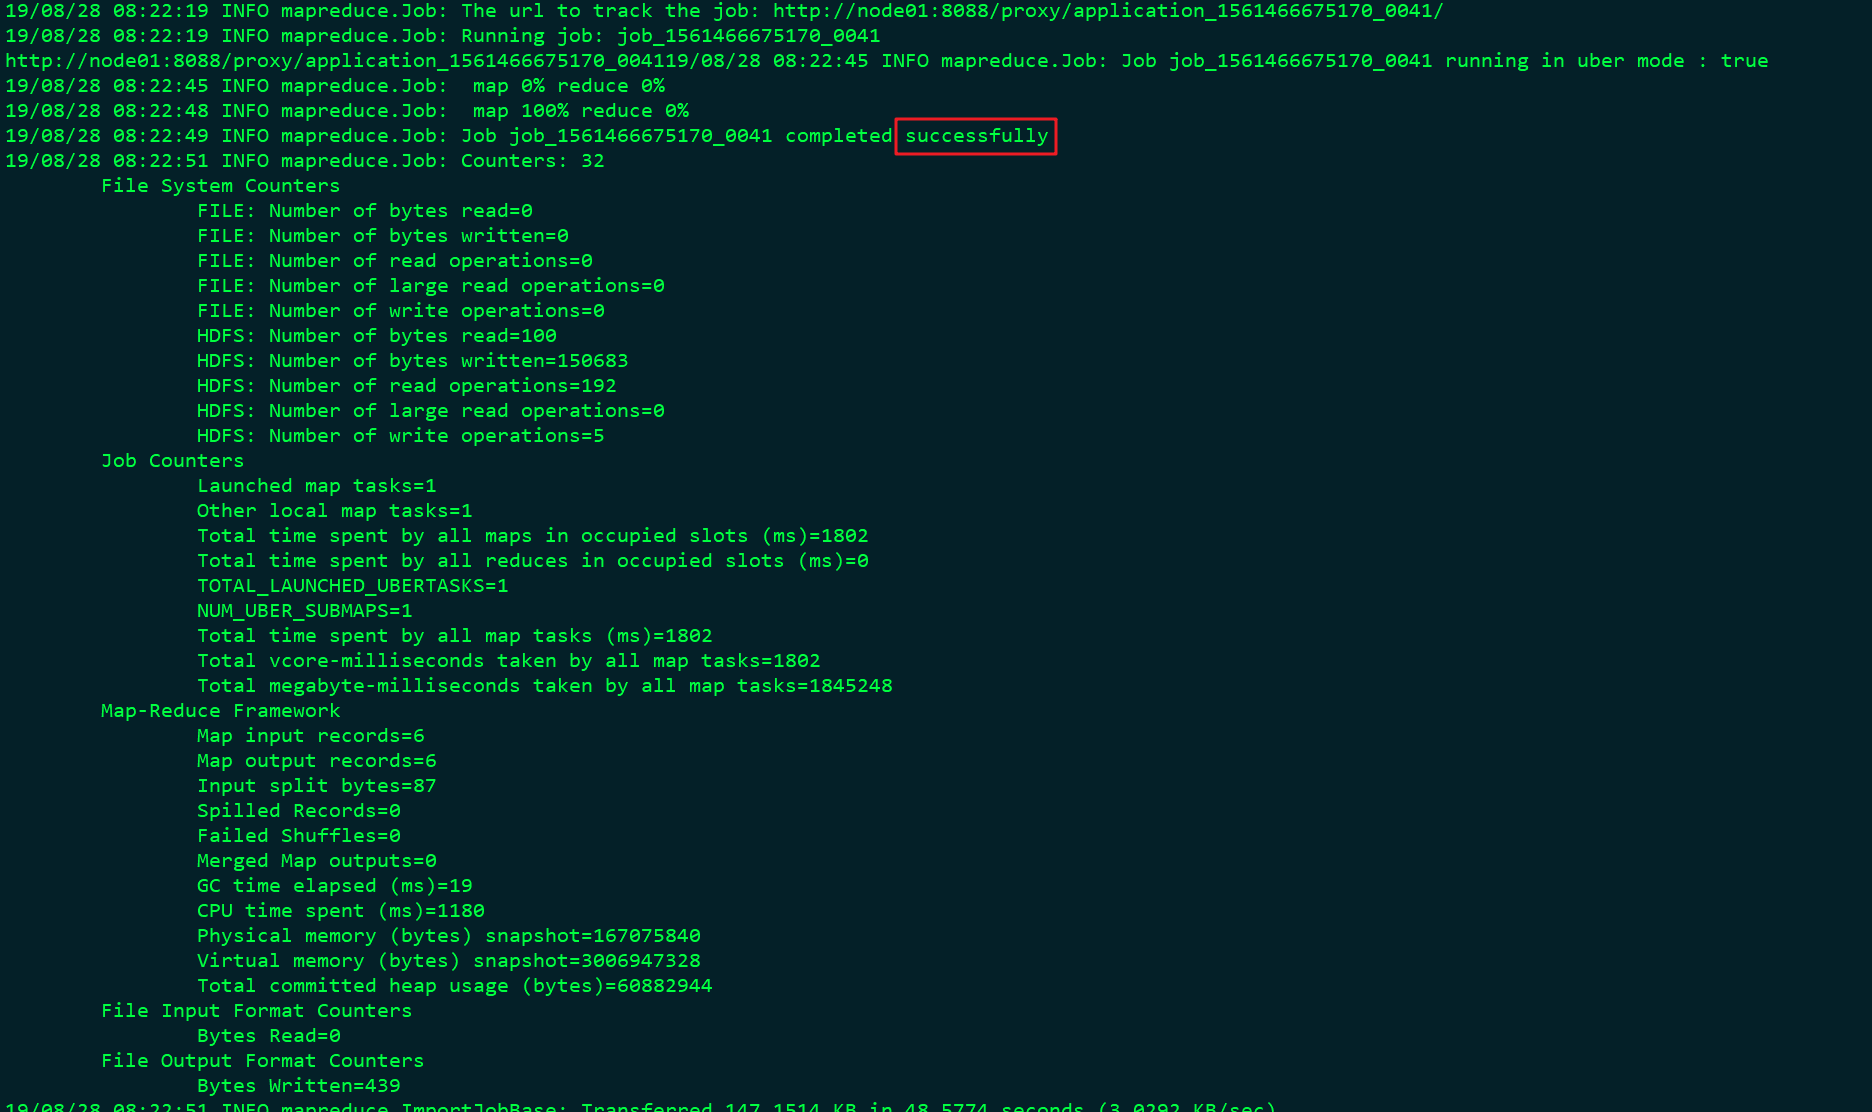 19/08/28 08:22:19 INFO mapreduce.Job: The url to track the job: http://node01:8088/proxy/application_1561466675170_0041/
19/08/28 08:22:19 INFO mapreduce.Job: Running job: job_1561466675170_0041
http://node01:8088/proxy/application_1561466675170_004119/08/28 08:22:45 INFO mapreduce.Job: Job job_1561466675170_0041 running in uber mode : true
19/08/28 08:22:45 INFO mapreduce.Job:  map 0% reduce 0%
19/08/28 08:22:48 INFO mapreduce.Job:  map 100% reduce 0%
19/08/28 08:22:49 INFO mapreduce.Job: Job job_1561466675170_0041 completed successfully
19/08/28 08:22:51 INFO mapreduce.Job: Counters: 32
File System Counters
FILE: Number of bytes read=0
FILE: Number of bytes written=0
FILE: Number of read operations=0
FILE: Number of large read operations=0
FILE: Number of write operations=0
HDFS: Number of bytes read=100
HDFS: Number of bytes written=150683
HDFS: Number of read operations=192
HDFS: Number of large read operations=0
HDFS: Number of write operations=5
Job Counters
Launched map tasks=1
Other local map tasks=1
Total time spent by all maps in occupied slots (ms)=1802
Total time spent by all reduces in occupied slots (ms)=0
TOTAL_LAUNCHED_UBERTASKS=1
NUM_UBER_SUBMAPS=1
Total time spent by all map tasks (ms)=1802
Total vcore-milliseconds taken by all map tasks=1802
Total megabyte-milliseconds taken by all map tasks=1845248
Map-Reduce Framework
Map input records=6
Map output records=6
Input split bytes=87
Spilled Records=0
Failed Shuffles=0
Merged Map outputs=0
GC time elapsed (ms)=19
CPU time spent (ms)=1180
Physical memory (bytes) snapshot=167075840
Virtual memory (bytes) snapshot=3006947328
Total committed heap usage (bytes)=60882944
File Input Format Counters
Bytes Read=0
File Output Format Counters
Bytes Written=439
19/08/28 08:22:51 INFO mapreduce.ImportJobBase: Transferred 147.1514 KB in 48.5774 seconds (3.0292 KB/sec)